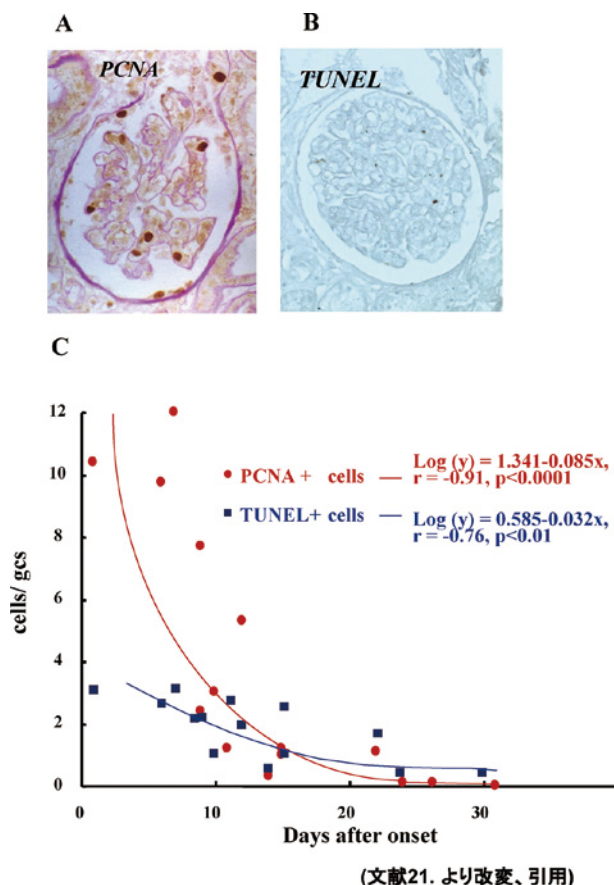 A
B
PCNA
TUNEL
C
12
10
8
6
4
2
0
cells/ gcs
PCNA + cells — Log (y) = 1.341-0.085x,
r = -0.91, p<0.0001
TUNEL+ cells — Log (y) = 0.585-0.032x,
r = -0.76, p<0.01
0 10 20 30
Days after onset
(文献21. より改変、引用)